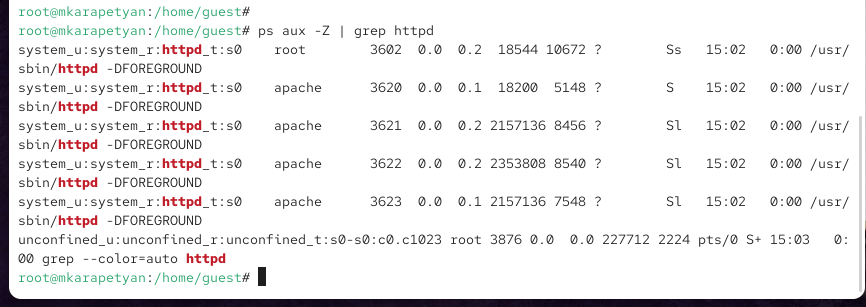 root@mkarapetyan:/home/guest#
root@mkarapetyan:/home/guest# ps aux -Z | grep httpd
system_u:system_r:httpd_t:s0    root        3602  0.0  0.2  18544 10672 ?        Ss   15:02   0:00 /usr/
sbin/httpd -DFOREGROUND
system_u:system_r:httpd_t:s0    apache      3620  0.0  0.1  18200  5148 ?        S    15:02   0:00 /usr/
sbin/httpd -DFOREGROUND
system_u:system_r:httpd_t:s0    apache      3621  0.0  0.2 2157136 8456 ?        Sl   15:02   0:00 /usr/
sbin/httpd -DFOREGROUND
system_u:system_r:httpd_t:s0    apache      3622  0.0  0.2 2353808 8540 ?        Sl   15:02   0:00 /usr/
sbin/httpd -DFOREGROUND
system_u:system_r:httpd_t:s0    apache      3623  0.0  0.1 2157136 7548 ?        Sl   15:02   0:00 /usr/
sbin/httpd -DFOREGROUND
unconfined_u:unconfined_r:unconfined_t:s0-s0:c0.c1023 root 3876 0.0  0.0 227712 2224 pts/0 S+ 15:03   0:
00 grep --color=auto httpd
root@mkarapetyan:/home/guest#